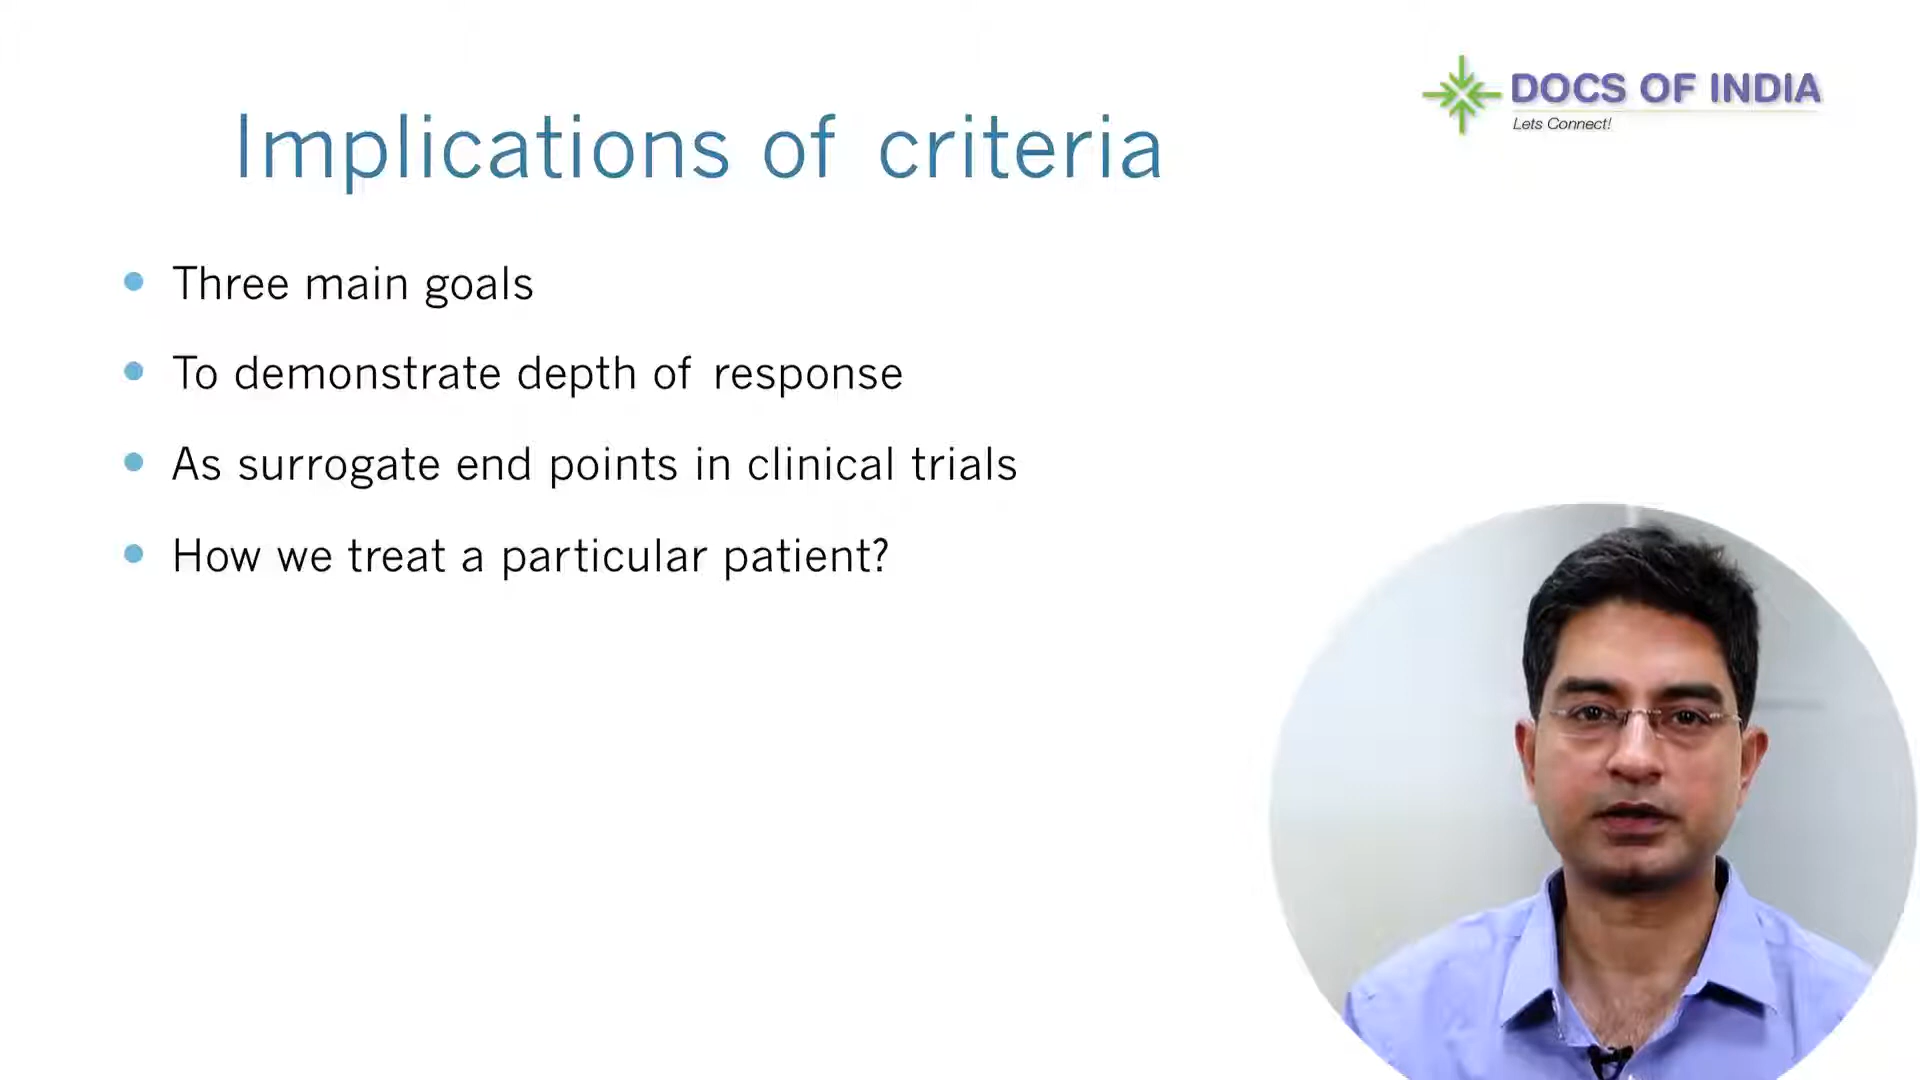 DOCS OF INDIA
Lets Connect!
Implications of criteria
Three main goals
To demonstrate depth of response
As surrogate end points in clinical trials
How we treat a particular patient?